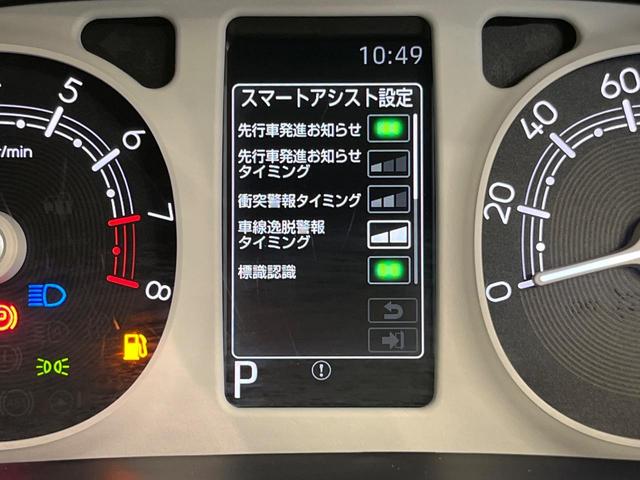 10:49
スマートアシスト設定
先行車発進お知らせ
先行車発進お知らせ
タイミング
衝突警報タイミング
車線逸脱警報
タイミング
標識認識
P
5
6
7
8
r/min
0
20
40
60